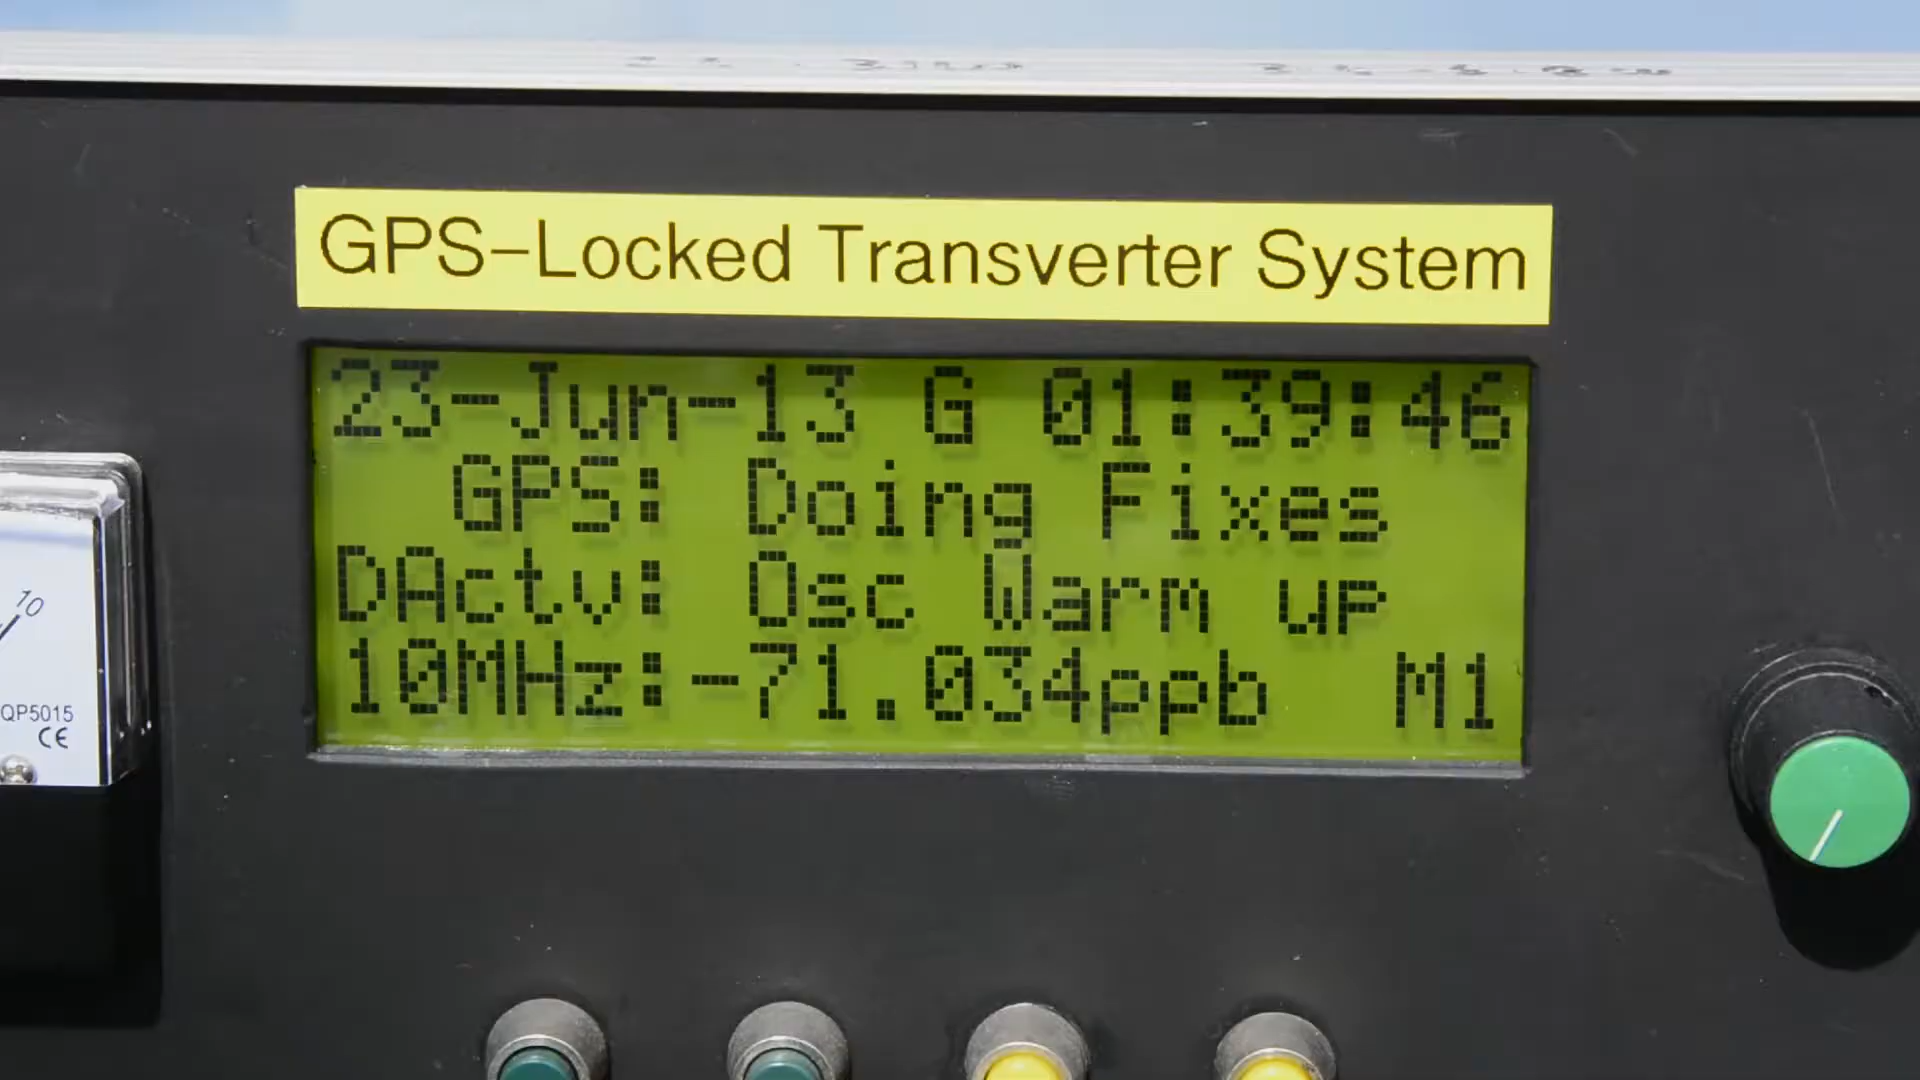 GPS-Locked Transverter System
23-Jun-13 G 01:39:46
GPS: Doing Fixes
DActv: Osc Warm up
10MHz:-71.034ppb M1
10
QP5015
CE